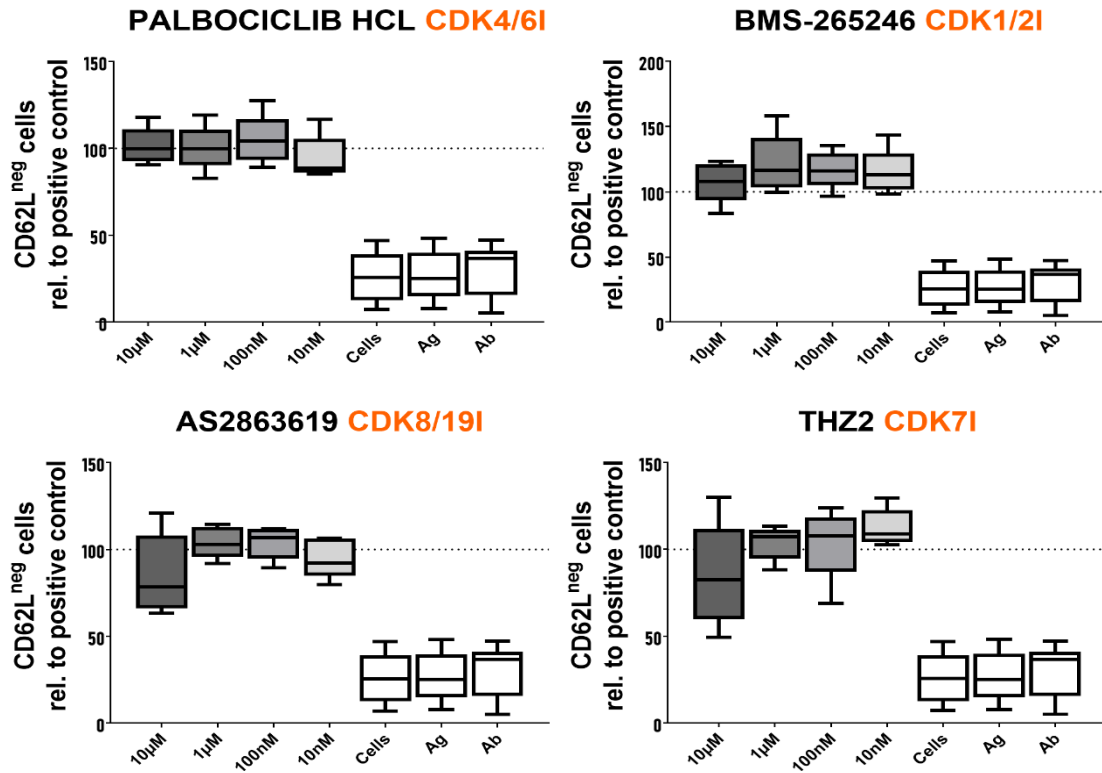 PALBOCICLIB HCL CDK4/6I
CD62Lneg cells
rel. to positive control
150
100
50
0
10µM
1µM
100nM
10nM
Cells
Ag
Ab
BMS-265246 CDK1/2I
CD62Lneg cells
rel. to positive control
200
150
100
50
0
10µM
1µM
100nM
10nM
Cells
Ag
Ab
AS2863619 CDK8/19I
CD62Lneg cells
rel. to positive control
150
100
50
0
10µM
1µM
100nM
10nM
Cells
Ag
Ab
THZ2 CDK7I
CD62Lneg cells
rel. to positive control
150
100
50
0
10µM
1µM
100nM
10nM
Cells
Ag
Ab